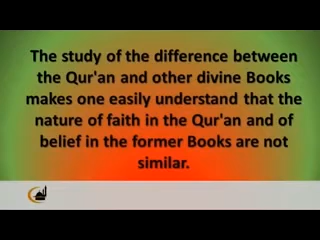 The study of the difference between
the Qur'an and other divine Books
makes one easily understand that the
nature of faith in the Qur'an and of
belief in the former Books are not
similar.